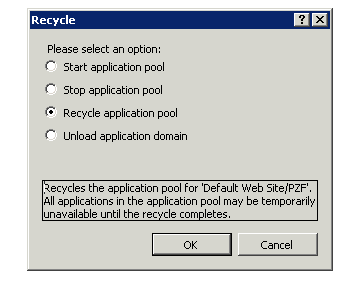 Recycle
Please select an option:
Start application pool
Stop application pool
Recycle application pool
Unload application domain
Recycles the application pool for 'Default Web Site/PZF'.
All applications in the application pool may be temporarily
unavailable until the recycle completes.
OK
Cancel